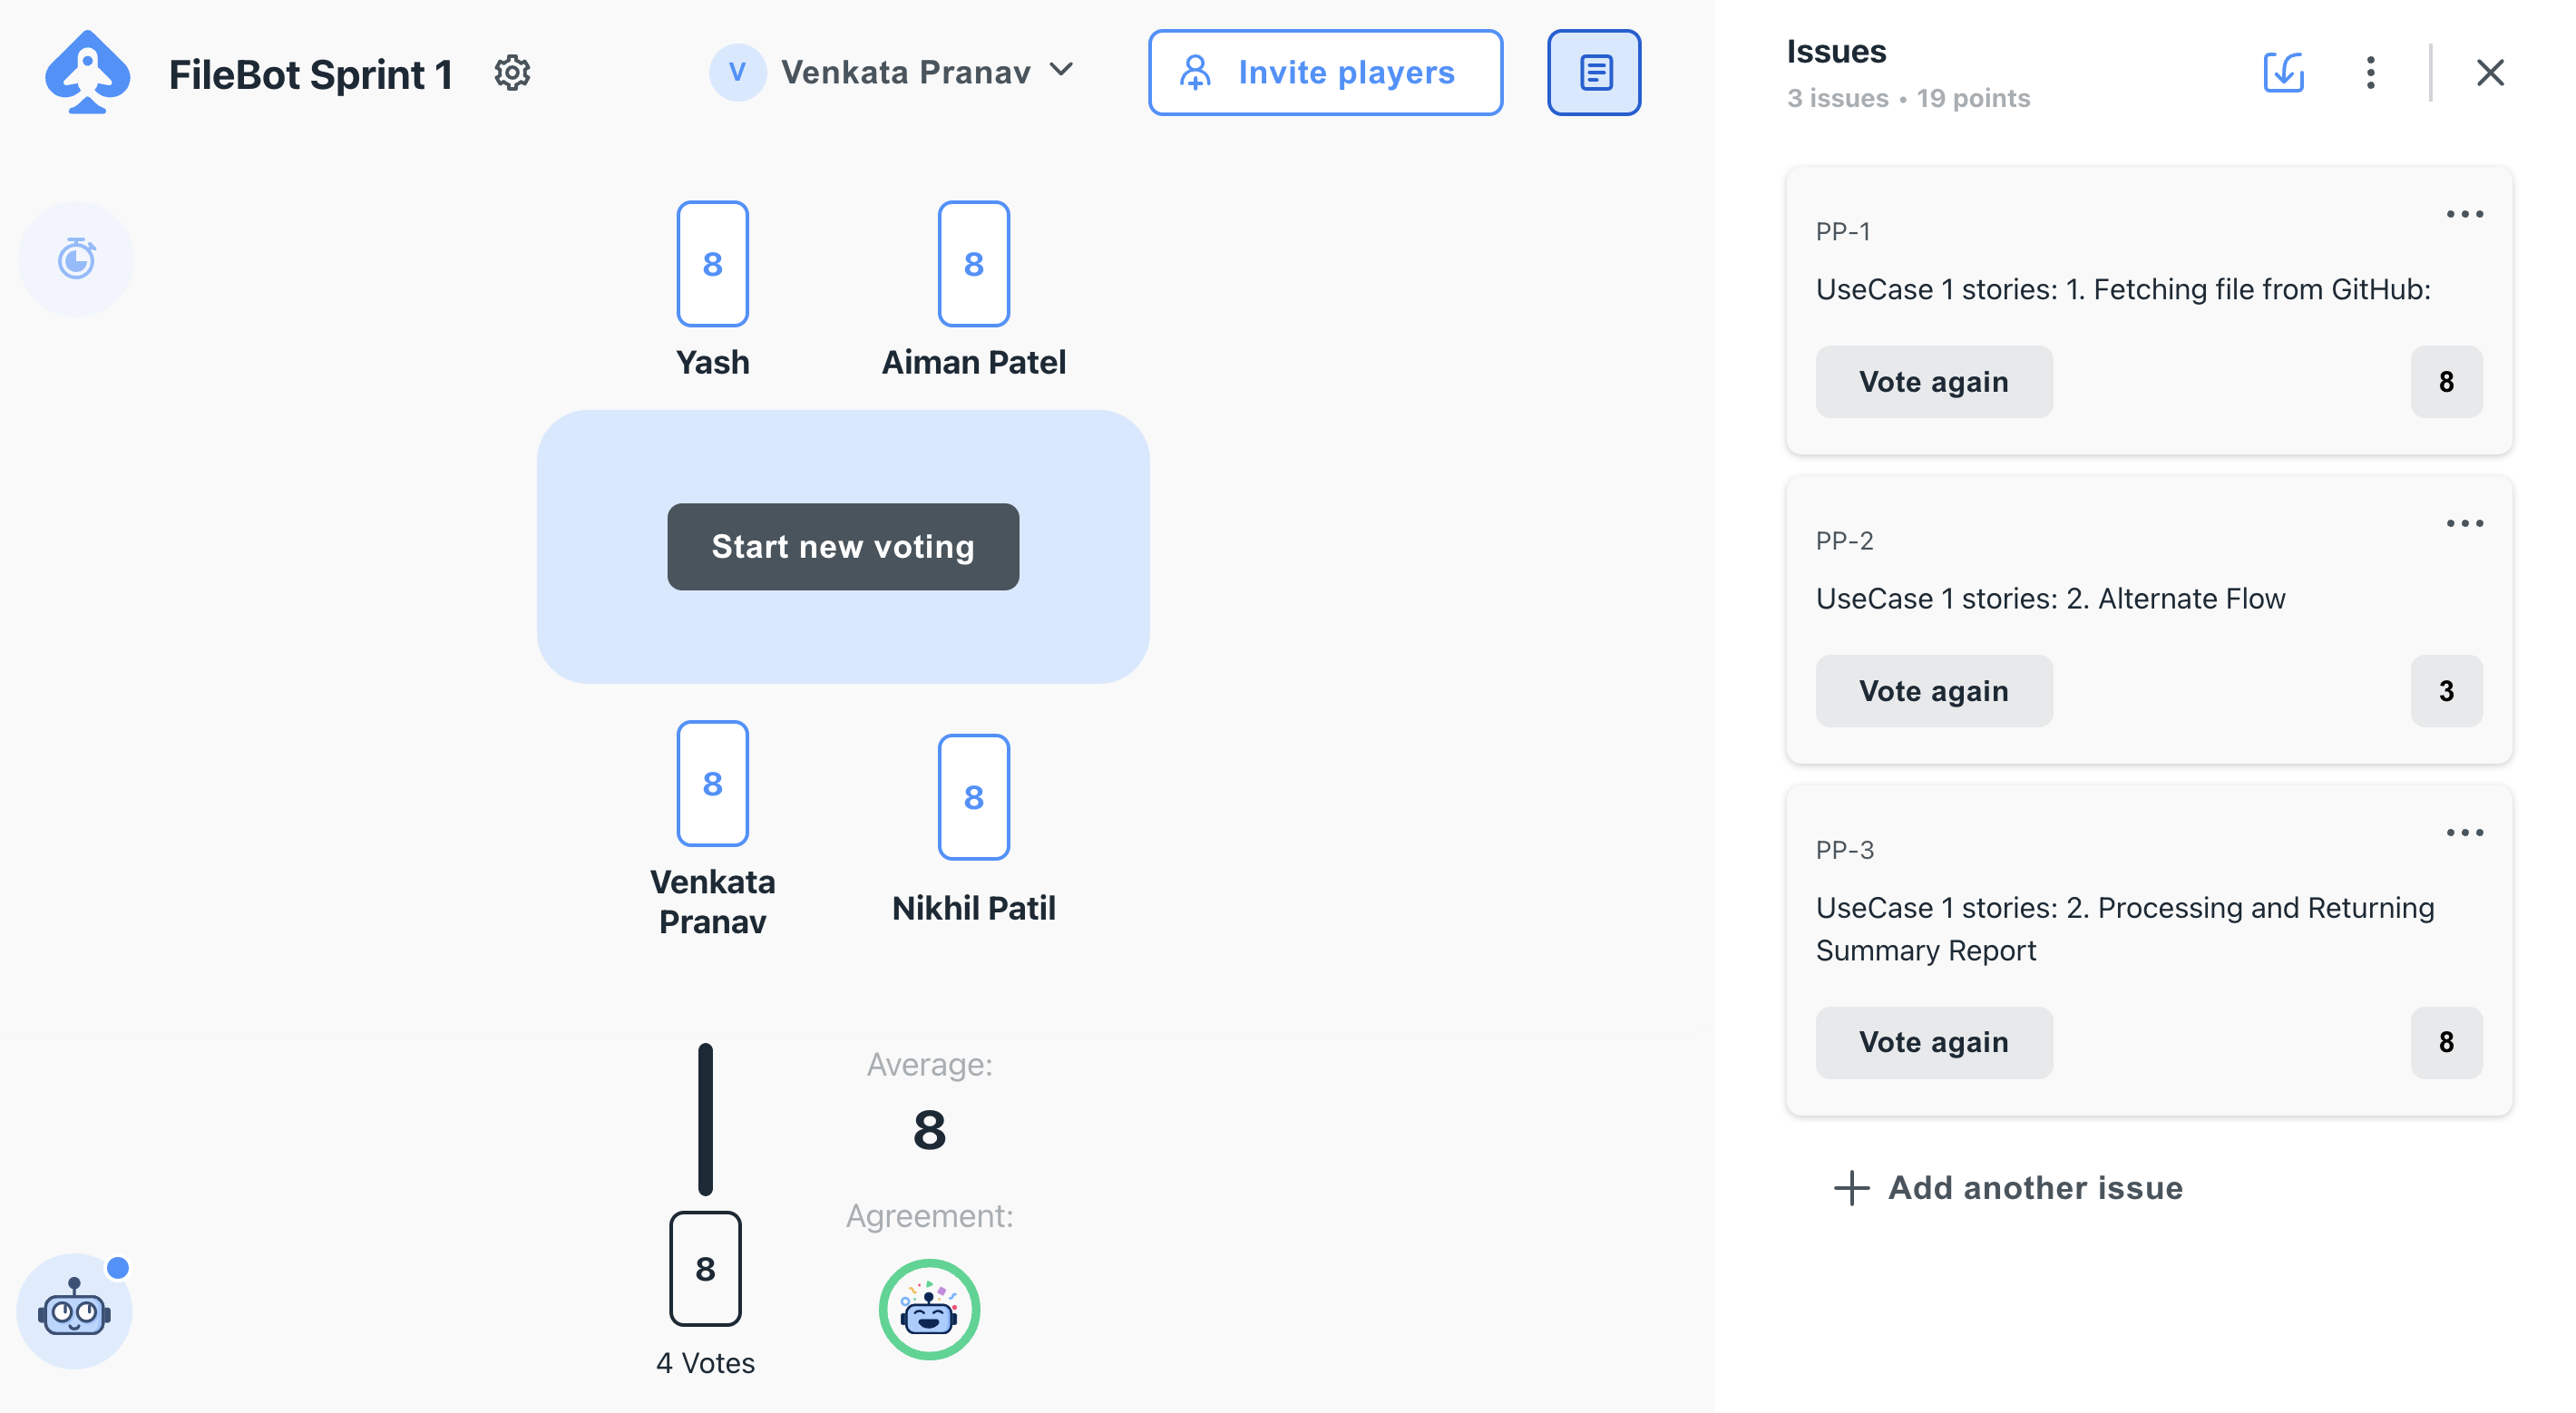 FileBot Sprint 1
V
Venkata Pranav
Invite players
8
8
Yash
Aiman Patel
Start new voting
8
8
Venkata
Pranav
Nikhil Patil
Average:
8
Agreement:
8
4 Votes
Issues
3 issues • 19 points
PP-1
UseCase 1 stories: 1. Fetching file from GitHub:
Vote again
8
PP-2
UseCase 1 stories: 2. Alternate Flow
Vote again
3
PP-3
UseCase 1 stories: 2. Processing and Returning
Summary Report
Vote again
8
Add another issue